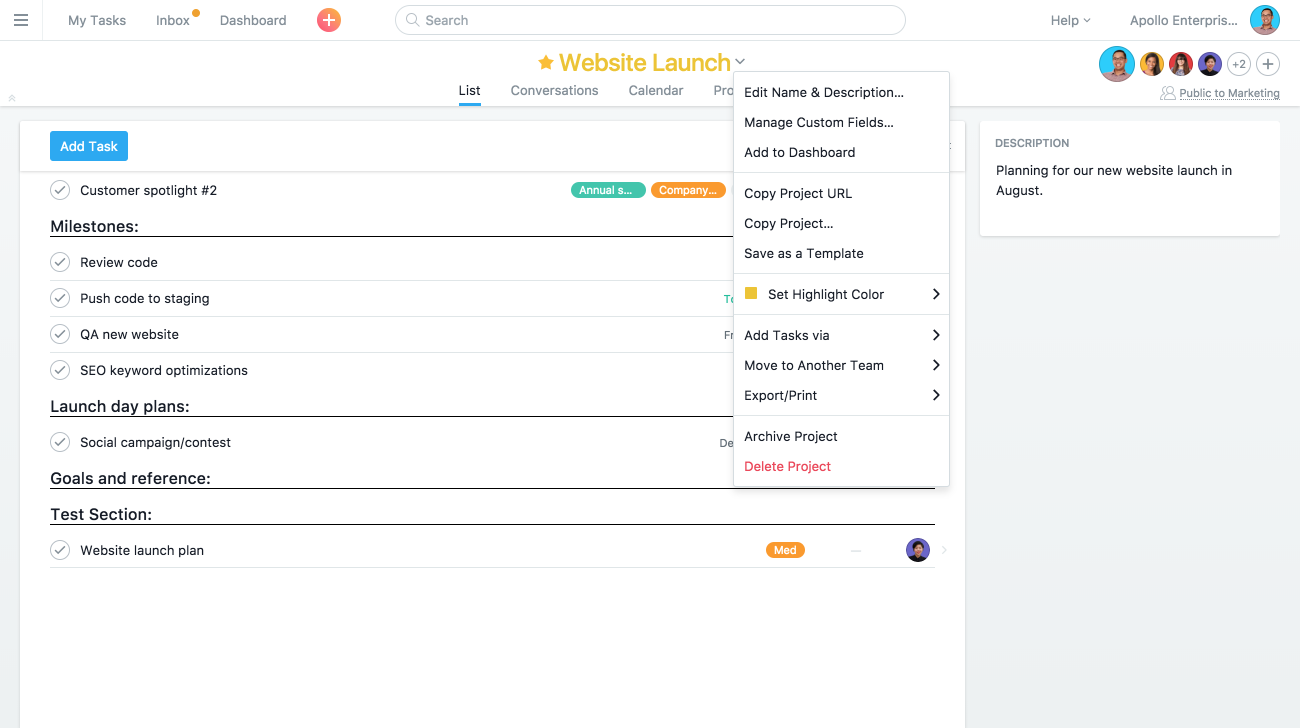 My Tasks
Inbox
Dashboard
Search
Help
Apollo Enterpris...
Website Launch
+2
List
Conversations
Calendar
Pro
Public to Marketing
Edit Name & Description...
Manage Custom Fields...
Add to Dashboard
Copy Project URL
Copy Project...
Save as a Template
Set Highlight Color
Add Tasks via
Move to Another Team
Export/Print
Archive Project
Delete Project
Add Task
Customer spotlight #2
Annual s...
Company...
Milestones:
Review code
Push code to staging
To
QA new website
Fr
SEO keyword optimizations
Launch day plans:
Social campaign/contest
De
Goals and reference:
Test Section:
Website launch plan
Med
—
DESCRIPTION
Planning for our new website launch in
August.